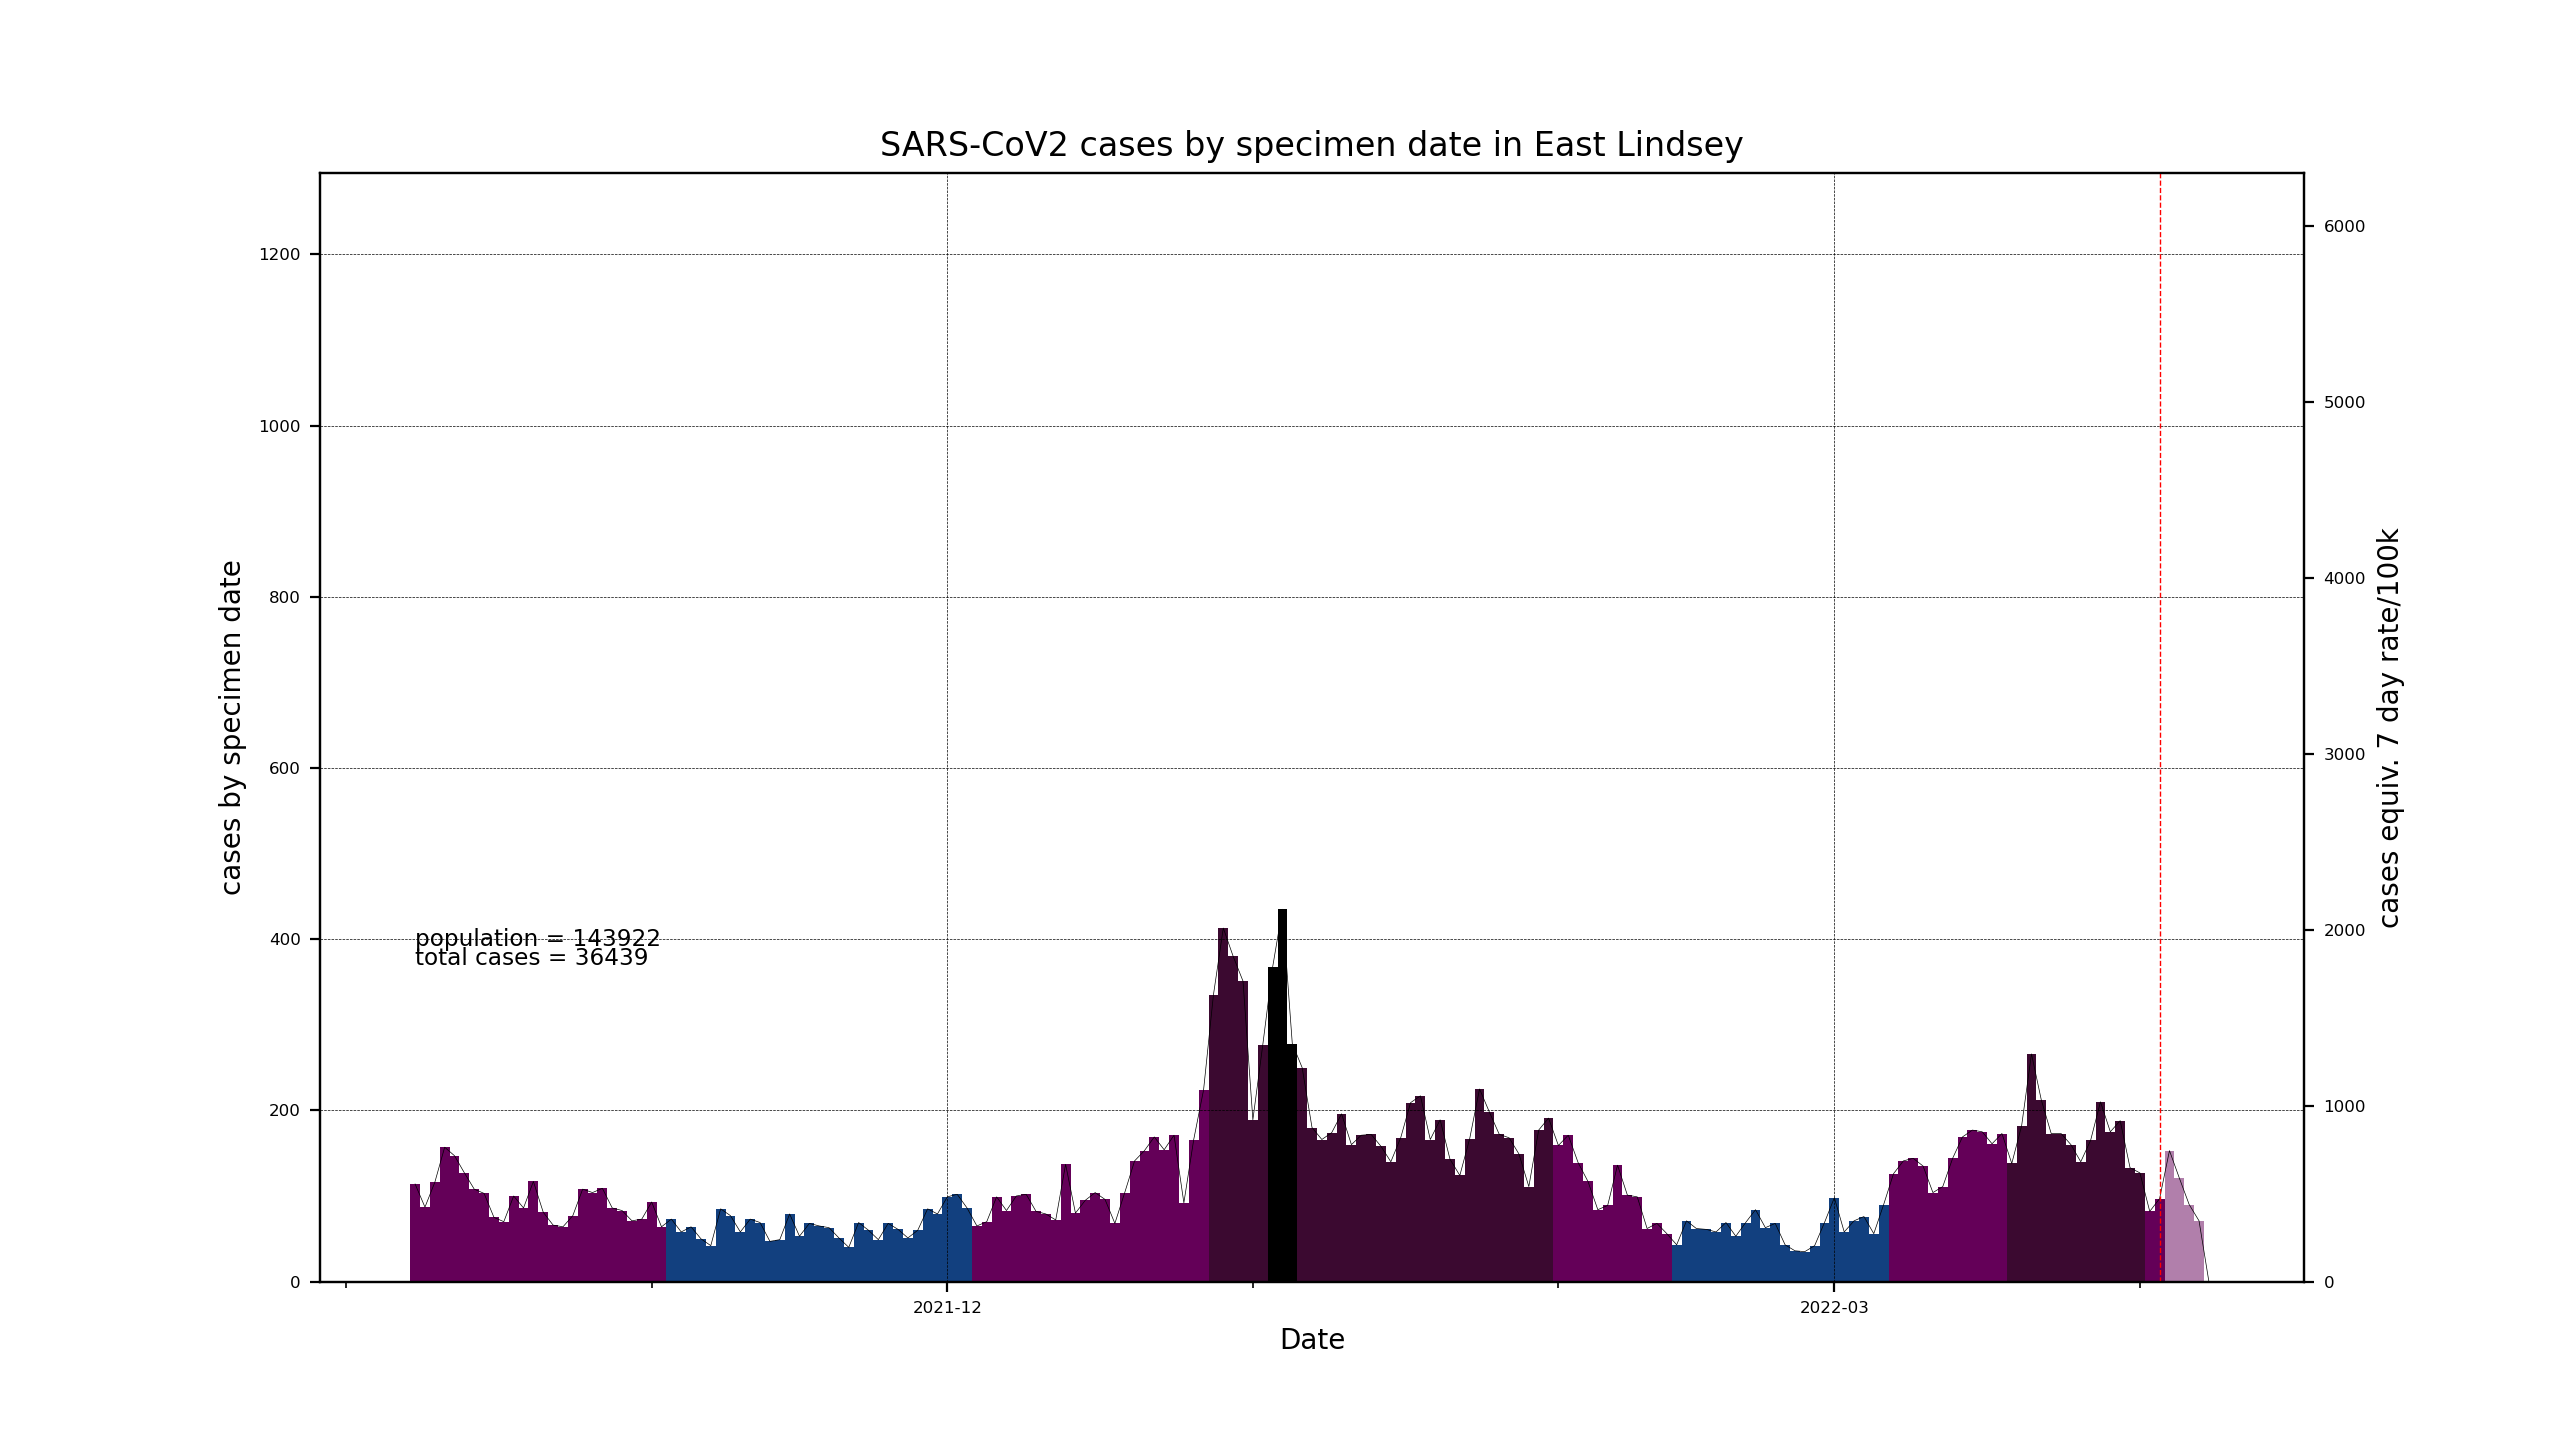 SARS-CoV2 cases by specimen date in East Lindsey
cases by specimen date
1200
1000
800
600
400
200
0
population = 143922
total cases = 36439
6000
5000
4000
3000
2000
1000
0
cases equiv. 7 day rate/100k
2021-12
2022-03
Date